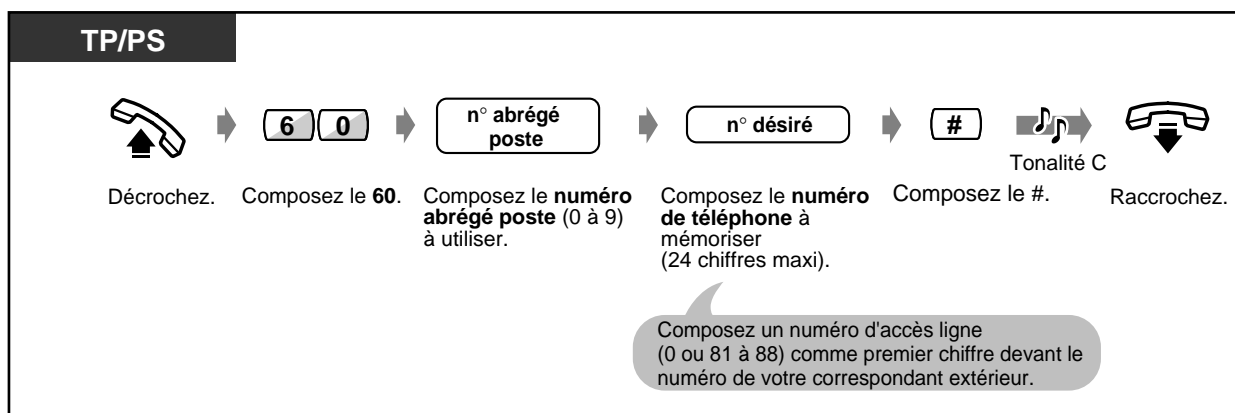 TP/PS
6 0
n° abrégé
poste
n° désiré
#
Tonalité C
Décrochez.
Composez le 60.
Composez le numéro
abrégé poste (0 à 9)
à utiliser.
Composez le numéro
de téléphone à
mémoriser
(24 chiffres maxi).
Composez le #.
Raccrochez.
Composez un numéro d'accès ligne
(0 ou 81 à 88) comme premier chiffre devant le
numéro de votre correspondant extérieur.